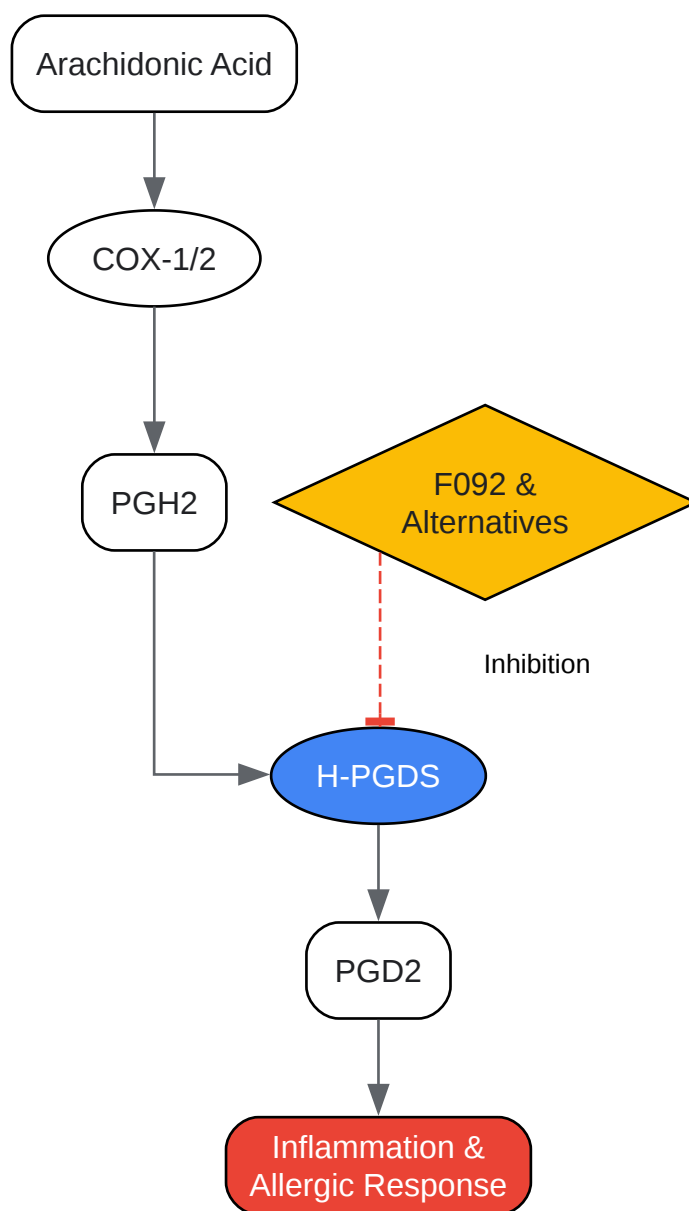 Arachidonic Acid
COX-1/2
PGH2
F092 &
Alternatives
Inhibition
H-PGDS
PGD2
Inflammation &
Allergic Response